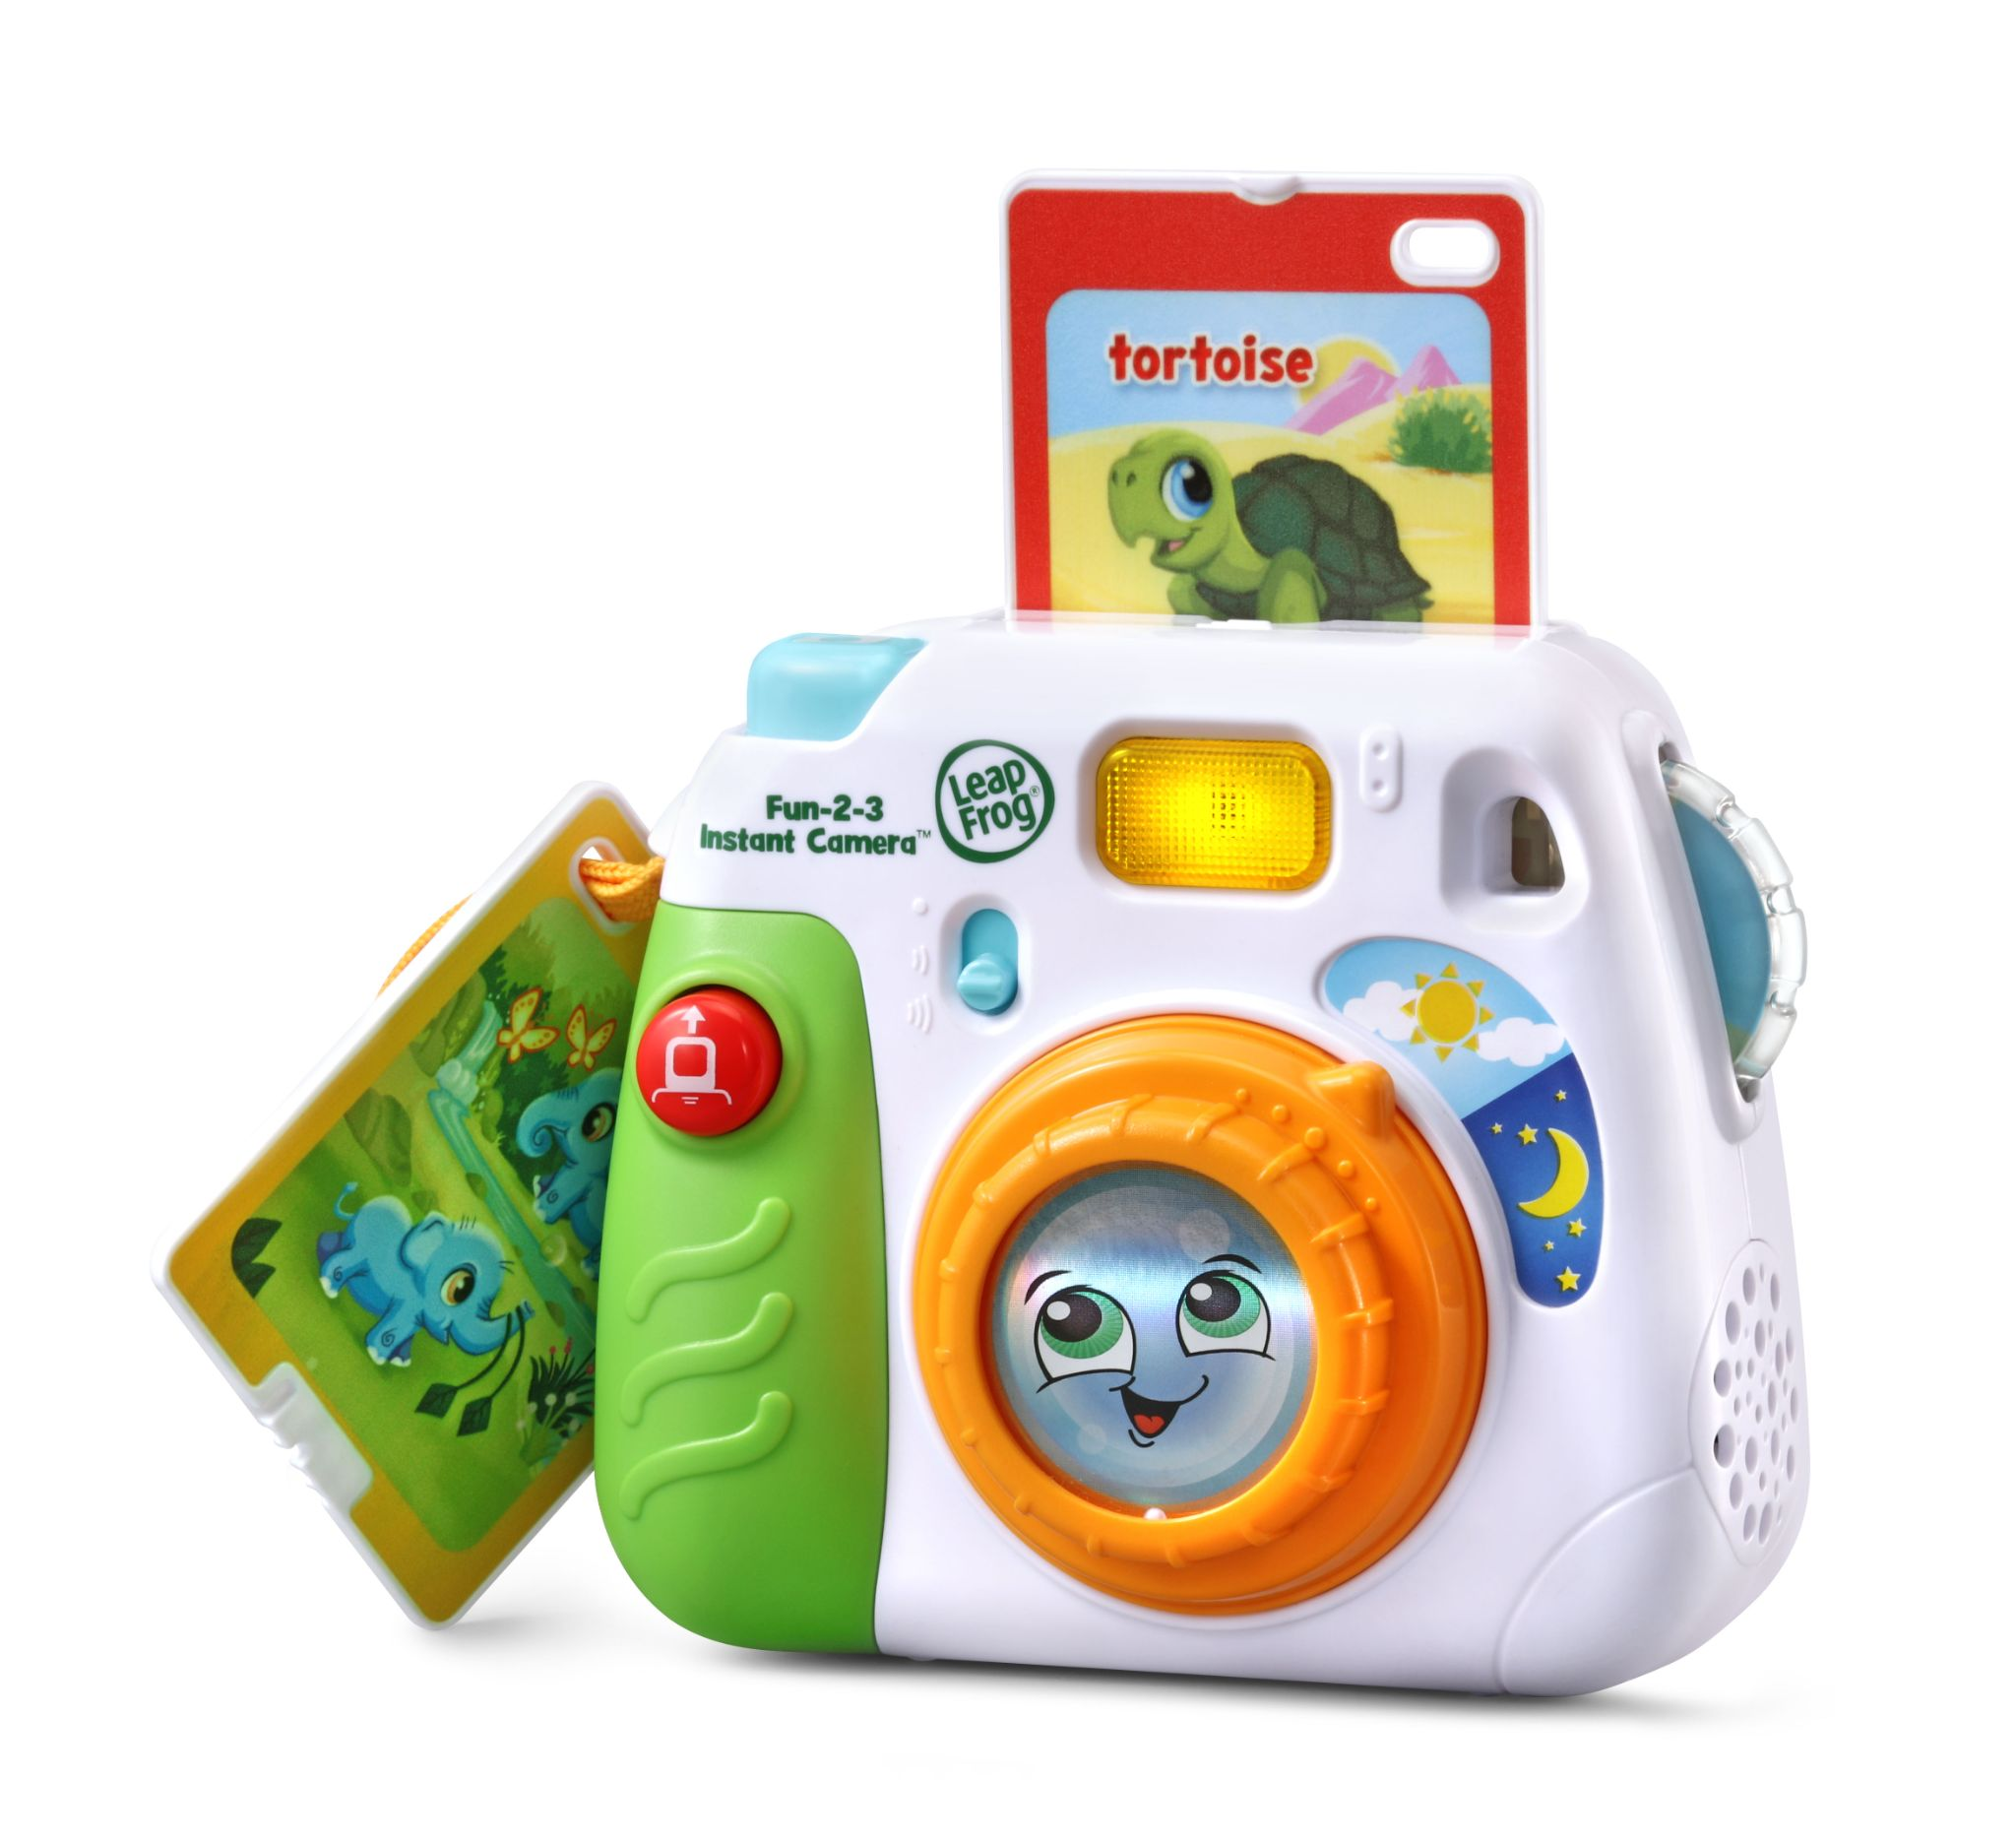 tortoise
Fun-2-3
Instant Camera™
Leap
Frog®